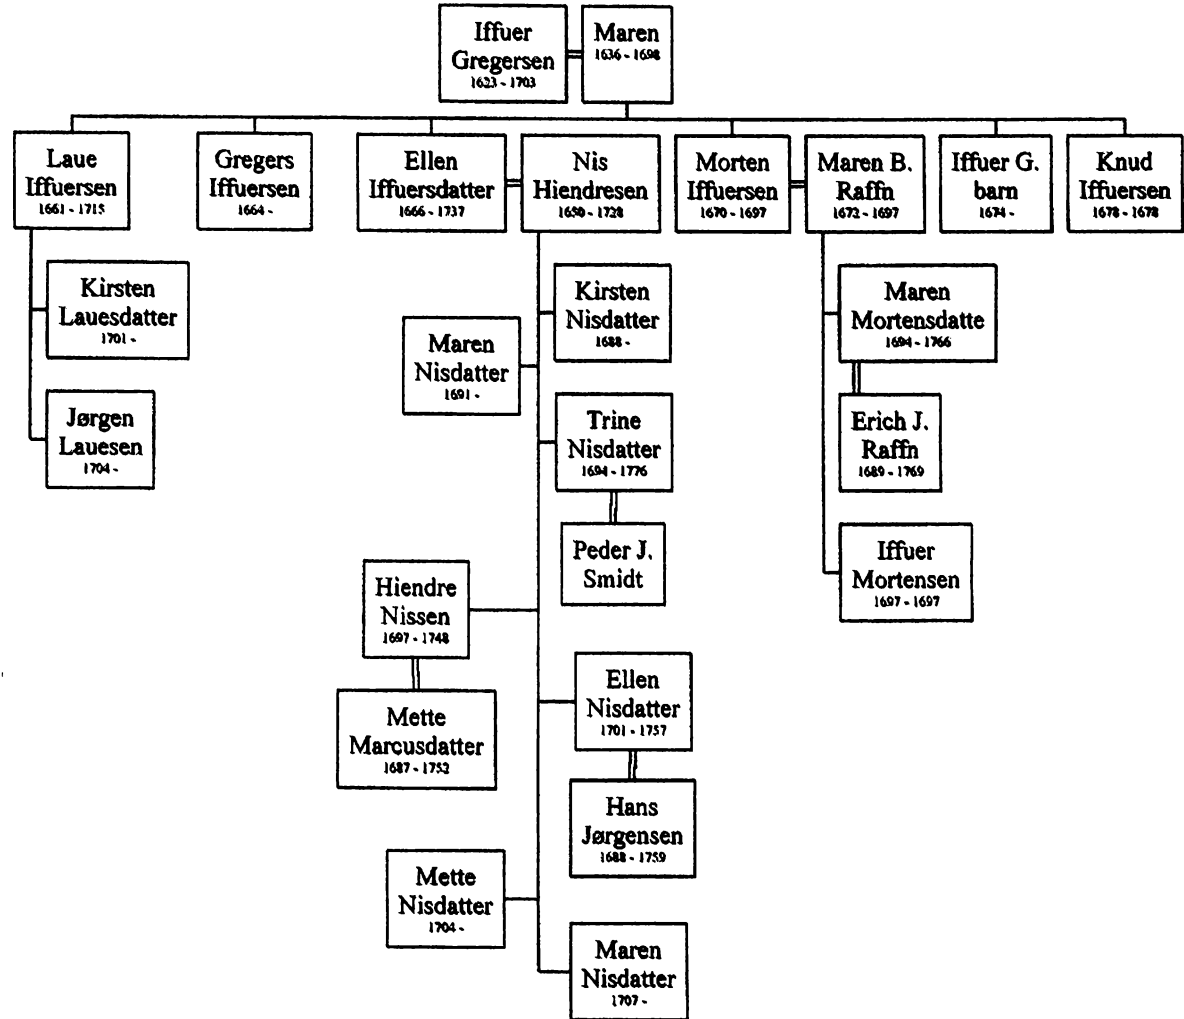 Iffuer
Gregersen
1623 - 1703
Maren
1636 - 1698
Laue
Iffuersen
1661 - 1715
Gregers
Iffuersen
1664 -
Ellen
Iffuersdatter
1666 - 1737
Nis
Hiendresen
1650 - 1728
Morten
Iffuersen
1670 - 1697
Maren B.
Raffn
1672 - 1697
Iffuer G.
barn
1674 -
Knud
Iffuersen
1678 - 1678
Kirsten
Lauesdatter
1701 -
Jørgen
Lauesen
1704 -
Kirsten
Nisdatter
1688 -
Maren
Nisdatter
1691 -
Trine
Nisdatter
1694 - 1776
Peder J.
Smidt
Hiendre
Nissen
1697 - 1748
Mette
Marcusdatter
1687 - 1752
Ellen
Nisdatter
1701 - 1757
Hans
Jørgensen
1688 - 1759
Mette
Nisdatter
1704 -
Maren
Nisdatter
1707 -
Maren
Mortensdatte
1694 - 1766
Erich J.
Raffn
1689 - 1769
Iffuer
Mortensen
1697 - 1697